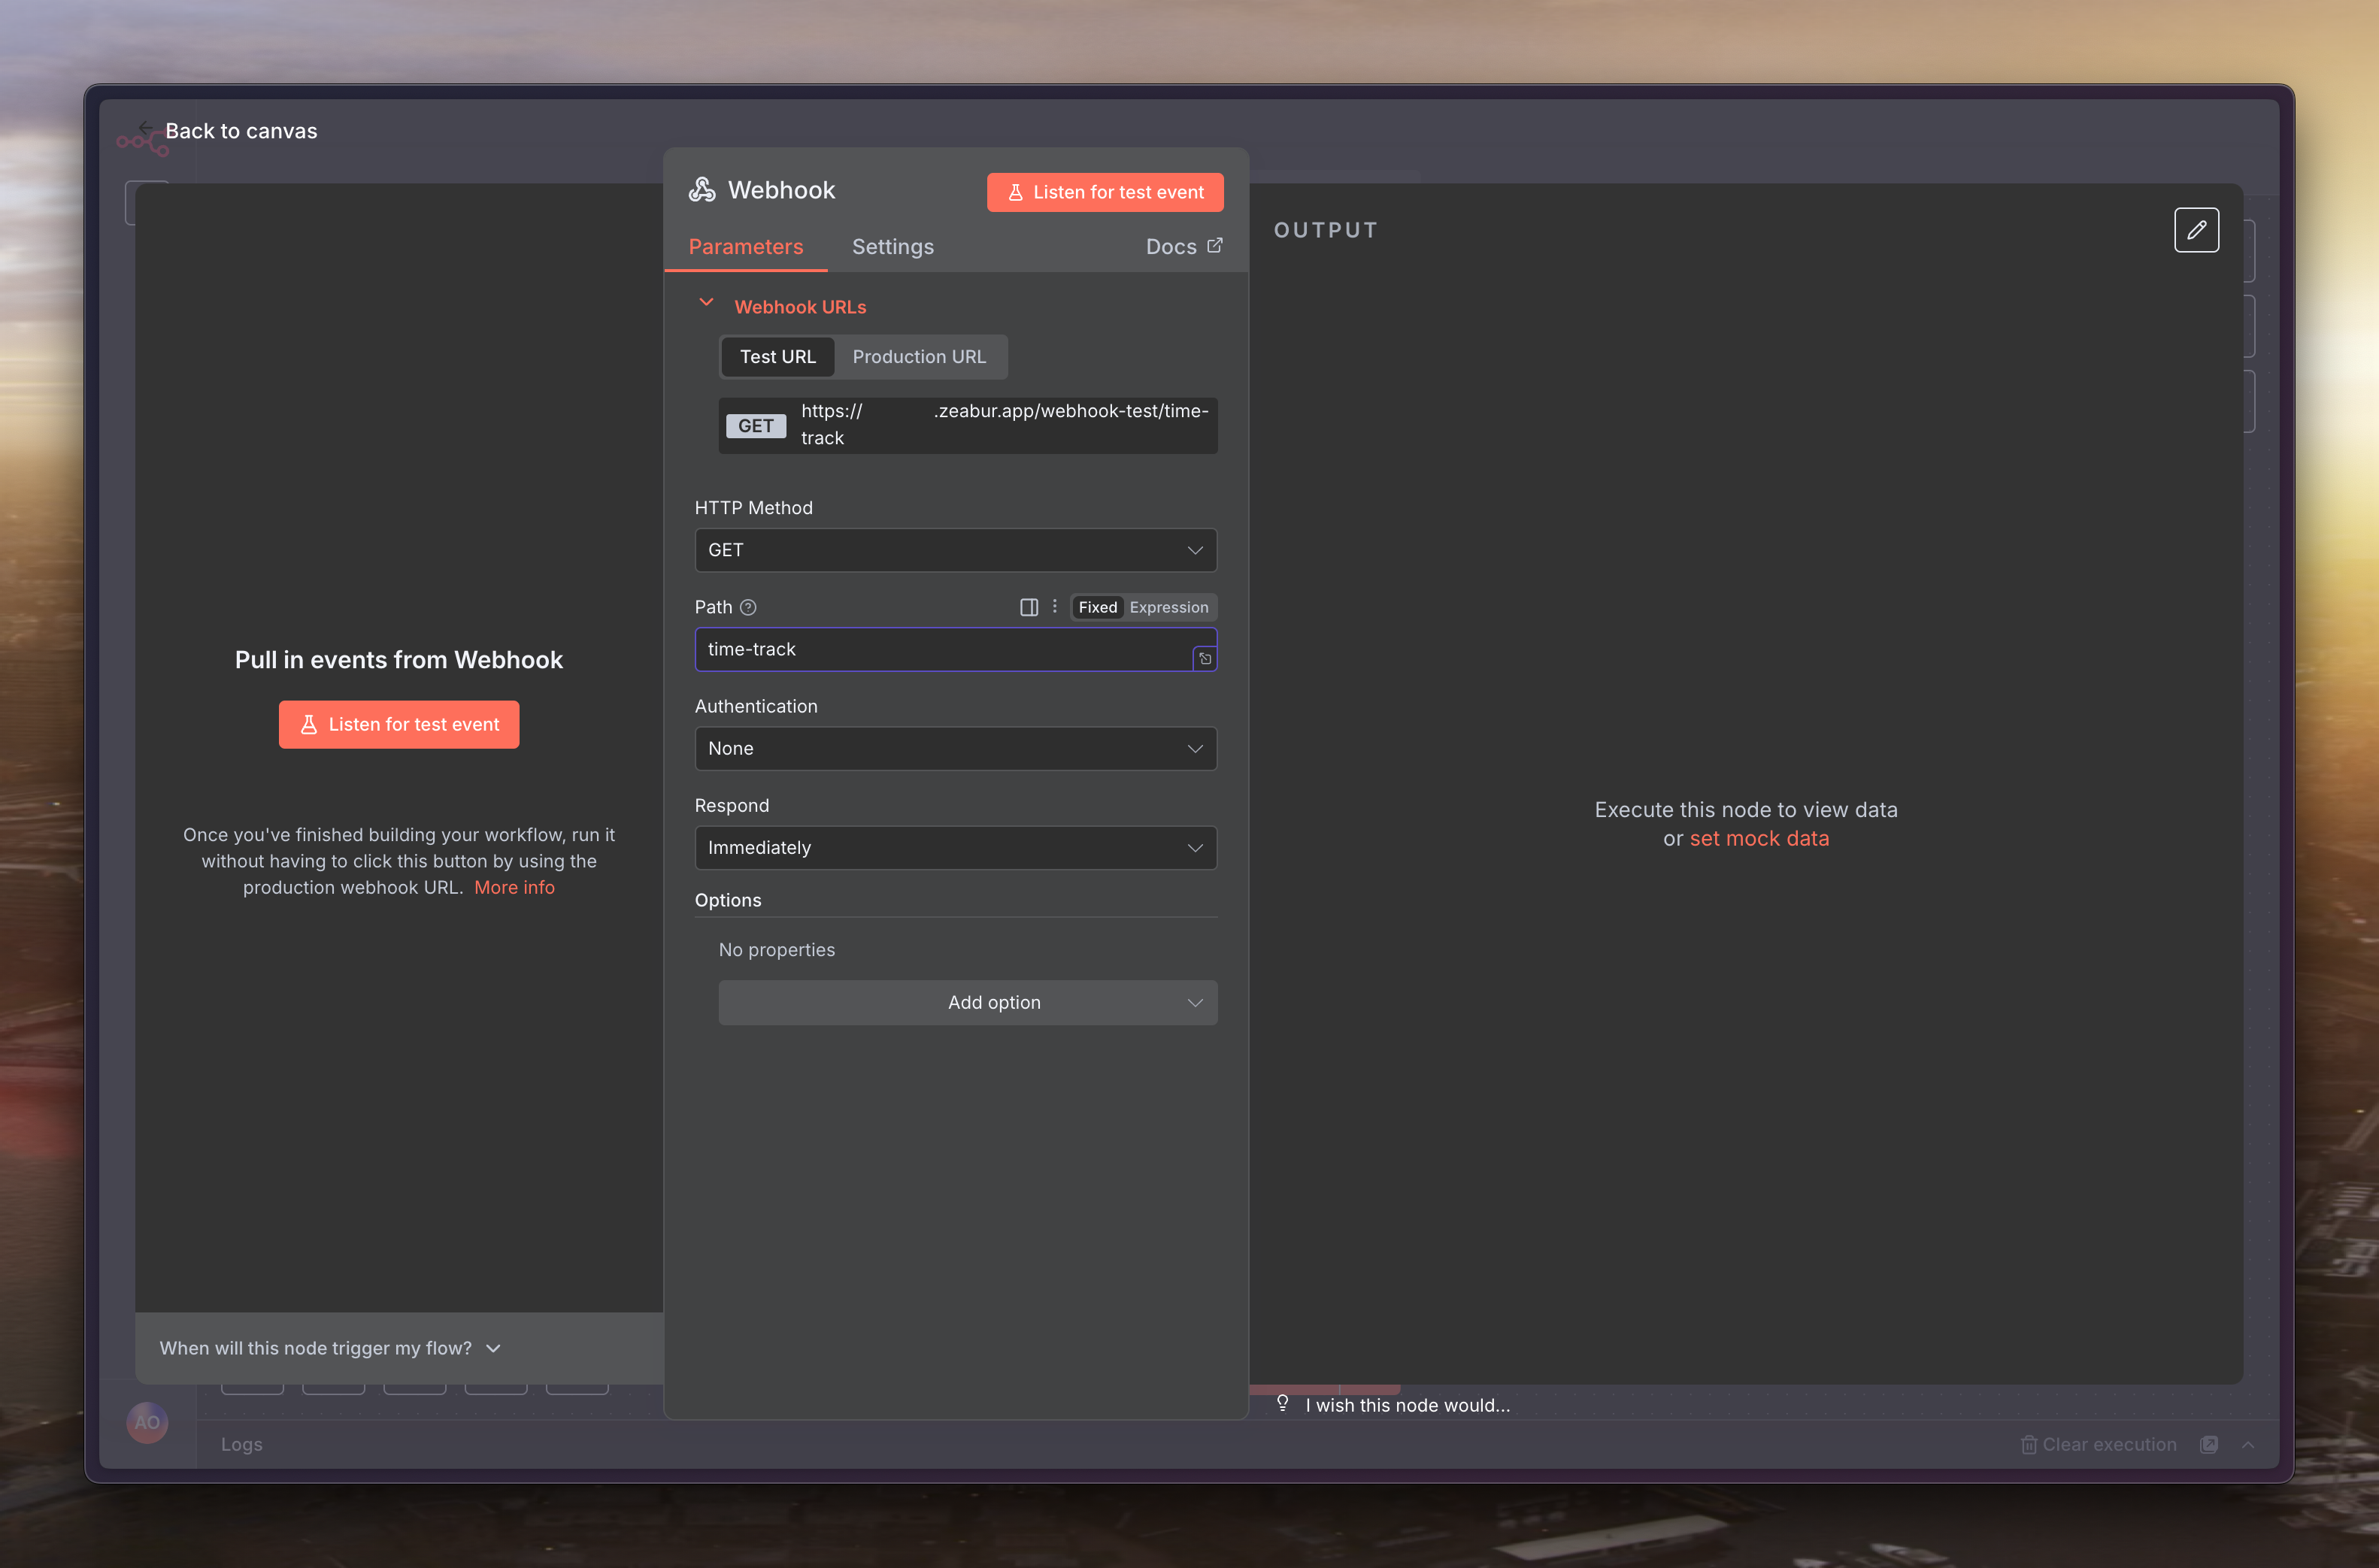 Back to canvas
Webhook
Listen for test event
Parameters
Settings
Docs
Webhook URLs
Test URL
Production URL
GET
https:// .zeabur.app/webhook-test/time-
track
HTTP Method
GET
Path
Fixed
Expression
time-track
Authentication
None
Respond
Immediately
Options
No properties
Add option
Pull in events from Webhook
Listen for test event
Once you've finished building your workflow, run it
without having to click this button by using the
production webhook URL. More info
When will this node trigger my flow?
OUTPUT
Execute this node to view data
or set mock data
I wish this node would...
AO
Logs
Clear execution